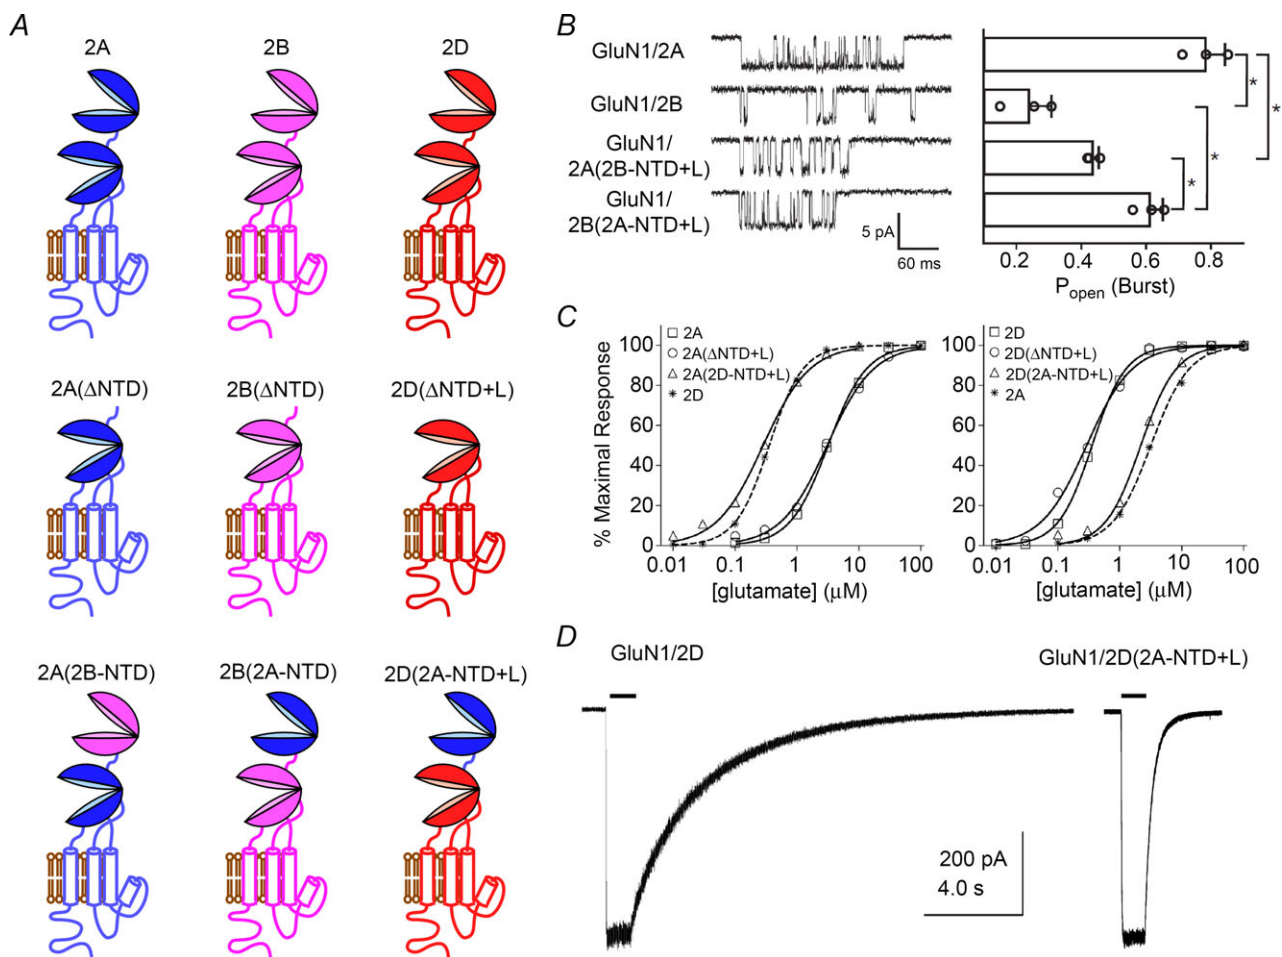 A
2A
2B
2D
2A(ΔNTD)
2B(ΔNTD)
2D(ΔNTD+L)
2A(2B-NTD)
2B(2A-NTD)
2D(2A-NTD+L)
B
GluN1/2A
GluN1/2B
GluN1/
2A(2B-NTD+L)
GluN1/
2B(2A-NTD+L)
5 pA
60 ms
*
*
*
*
0.2 0.4 0.6 0.8
Popen (Burst)
C
% Maximal Response
100
80
60
40
20
0
2A
2A(ΔNTD+L)
2A(2D-NTD+L)
2D
0.01 0.1 1 10 100
[glutamate] (μM)
100
80
60
40
20
0
2D
2D(ΔNTD+L)
2D(2A-NTD+L)
2A
0.01 0.1 1 10 100
[glutamate] (μM)
D
GluN1/2D
GluN1/2D(2A-NTD+L)
200 pA
4.0 s